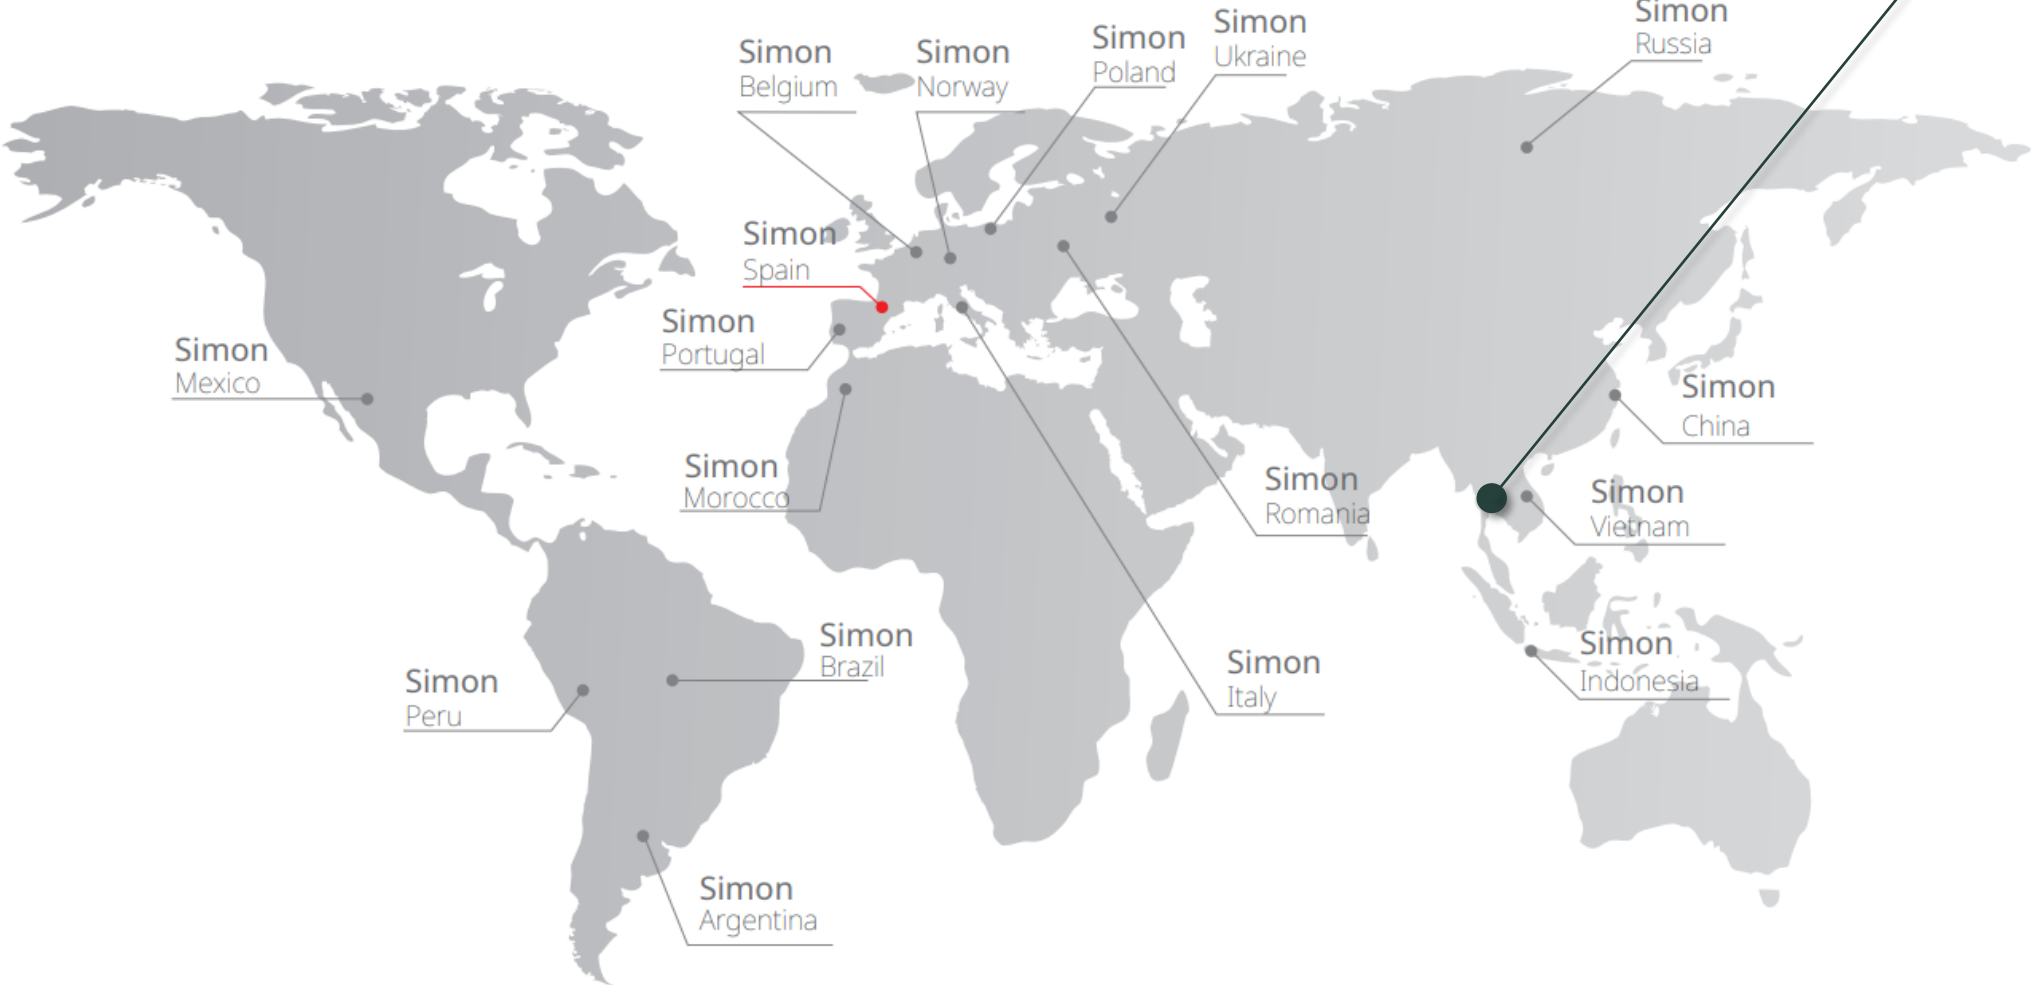 Simon
Russia
Simon
Ukraine
Simon
Poland
Simon
Belgium
Simon
Norway
Simon
Spain
Simon
Portugal
Simon
Mexico
Simon
China
Simon
Morocco
Simon
Romania
Simon
Vietnam
Simon
Brazil
Simon
Indonesia
Simon
Italy
Simon
Peru
Simon
Argentina